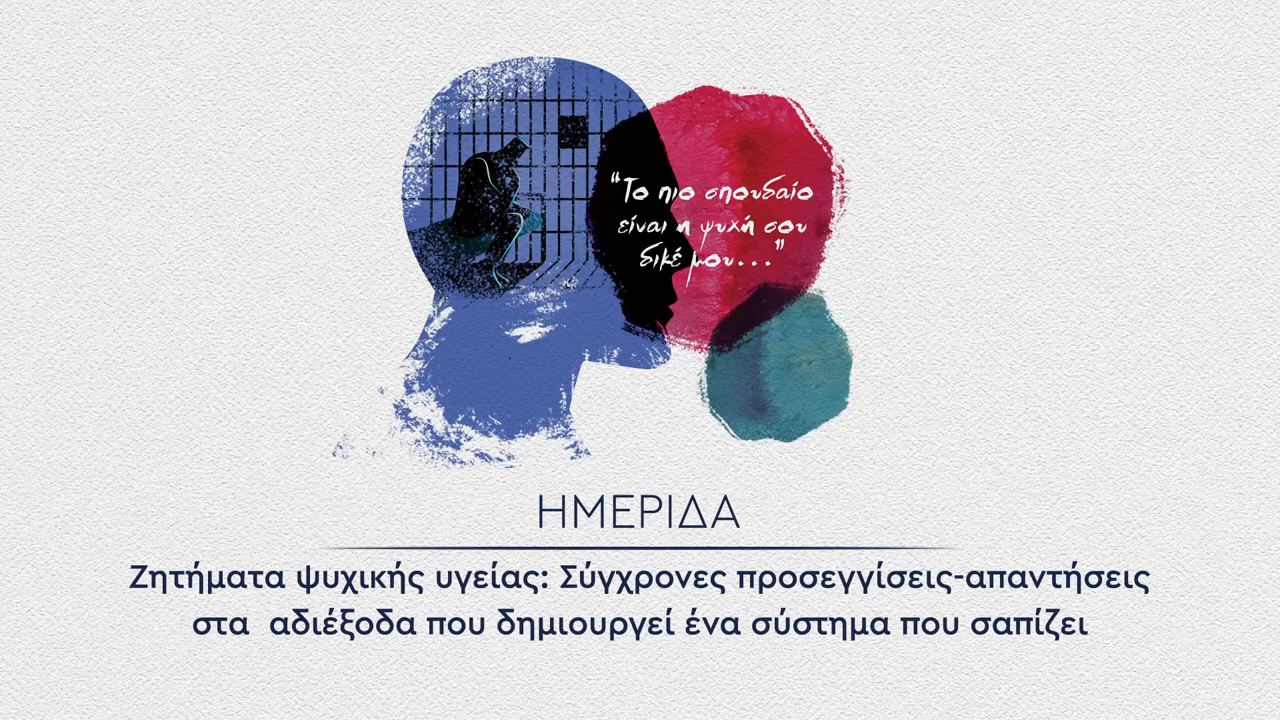 "Το πιο σπουδαίο
είναι η ψυχή σου
δικέ μου..."
ΗΜΕΡΙΔΑ
Ζητήματα ψυχικής υγείας: Σύγχρονες προσεγγίσεις-απαντήσεις
στα αδιέξοδα που δημιουργεί ένα σύστημα που σαπίζει